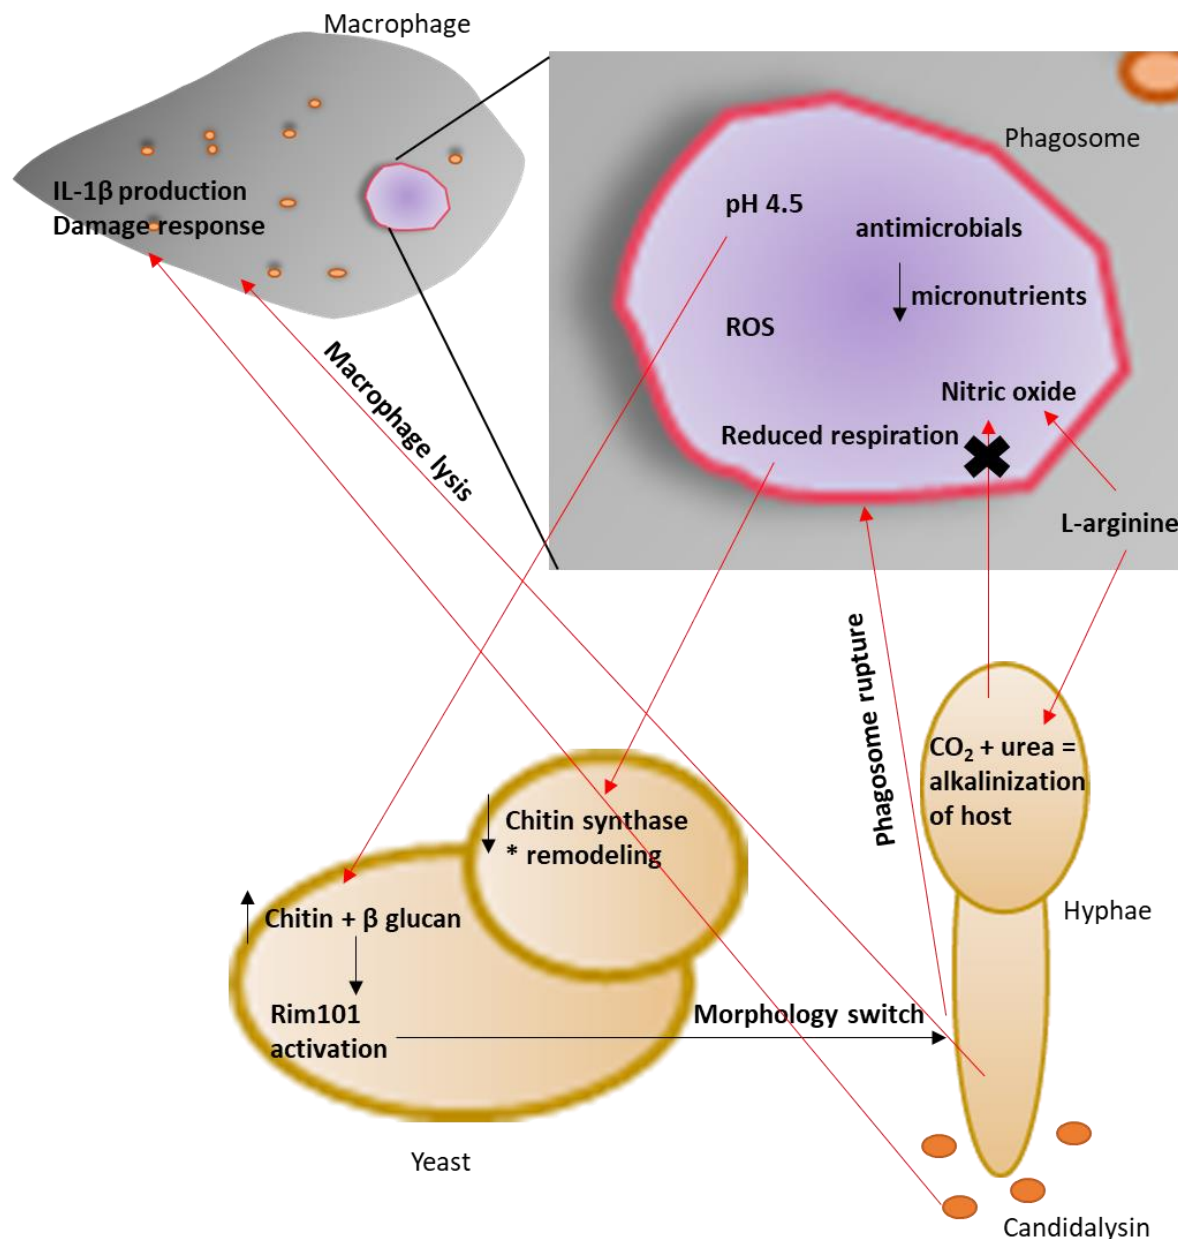 Macrophage
IL-1β production
Damage response
Phagosome
pH 4.5
antimicrobials
micronutrients
ROS
Nitric oxide
Reduced respiration
L-arginine
Macrophage lysis
Phagosome rupture
CO₂ + urea =
alkalinization
of host
Chitin synthase
* remodeling
Hyphae
Chitin + β glucan
Rim101
activation
Morphology switch
Yeast
Candidalysin